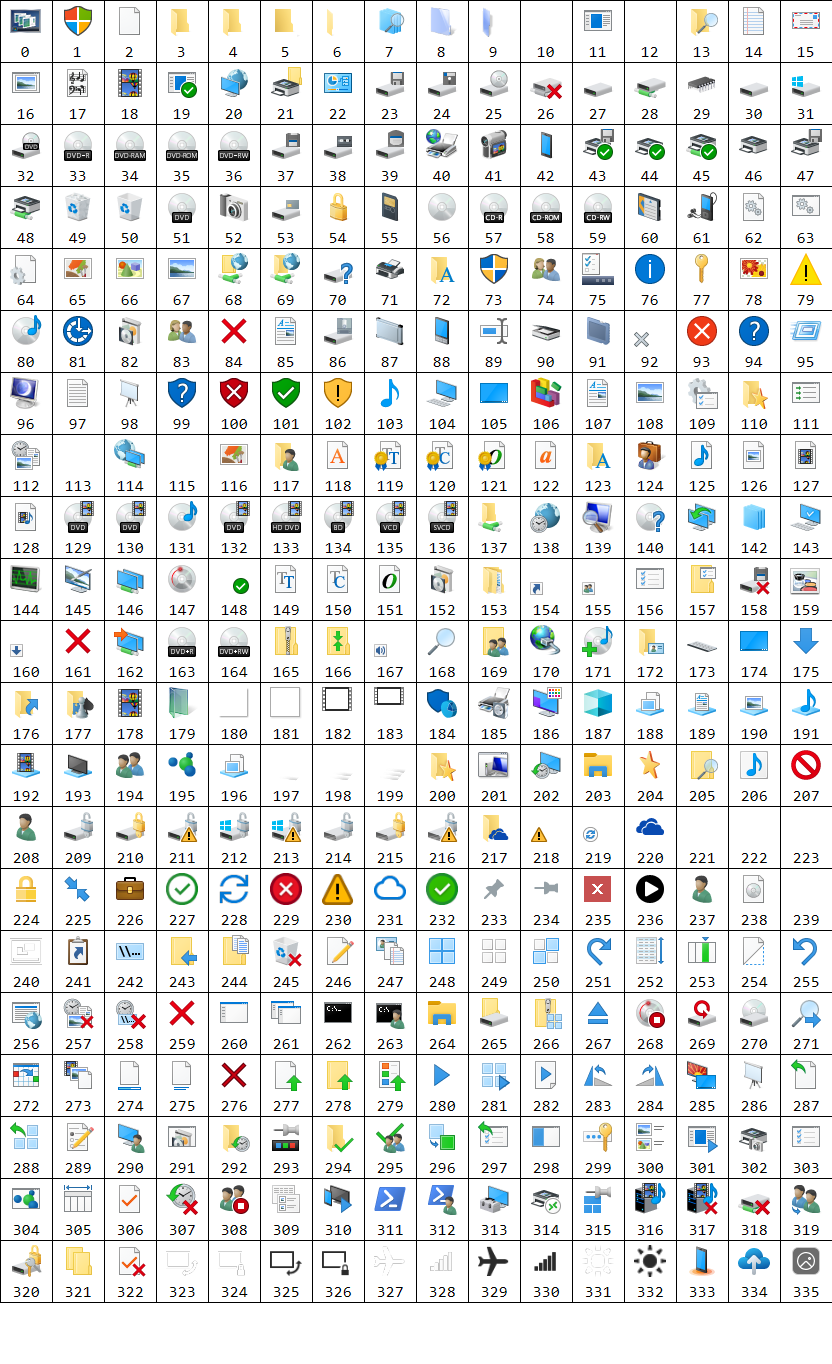 0 1 2 3 4 5 6 7 8 9 10 11 12 13 14 15
16 17 18 19 20 21 22 23 24 25 26 27 28 29 30 31
DVD DVD-R DVD-RAM DVD-ROM DVD-RW
32 33 34 35 36 37 38 39 40 41 42 43 44 45 46 47
DVD CD-R CD-ROM CD-RW
48 49 50 51 52 53 54 55 56 57 58 59 60 61 62 63
? A i !
64 65 66 67 68 69 70 71 72 73 74 75 76 77 78 79
A ?
80 81 82 83 84 85 86 87 88 89 90 91 92 93 94 95
? ! A
96 97 98 99 100 101 102 103 104 105 106 107 108 109 110 111
A TT TC O a A
112 113 114 115 116 117 118 119 120 121 122 123 124 125 126 127
DVD DVD DVD HD DVD BD VCD SVCD ?
128 129 130 131 132 133 134 135 136 137 138 139 140 141 142 143
TT TC O
144 145 146 147 148 149 150 151 152 153 154 155 156 157 158 159
DVD+R DVD+RW
160 161 162 163 164 165 166 167 168 169 170 171 172 173 174 175
176 177 178 179 180 181 182 183 184 185 186 187 188 189 190 191
192 193 194 195 196 197 198 199 200 201 202 203 204 205 206 207
! ! ! !
208 209 210 211 212 213 214 215 216 217 218 219 220 221 222 223
!
224 225 226 227 228 229 230 231 232 233 234 235 236 237 238 239
\\...
240 241 242 243 244 245 246 247 248 249 250 251 252 253 254 255
\\... C:\_ C:\
256 257 258 259 260 261 262 263 264 265 266 267 268 269 270 271
272 273 274 275 276 277 278 279 280 281 282 283 284 285 286 287
288 289 290 291 292 293 294 295 296 297 298 299 300 301 302 303
304 305 306 307 308 309 310 311 312 313 314 315 316 317 318 319
320 321 322 323 324 325 326 327 328 329 330 331 332 333 334 335